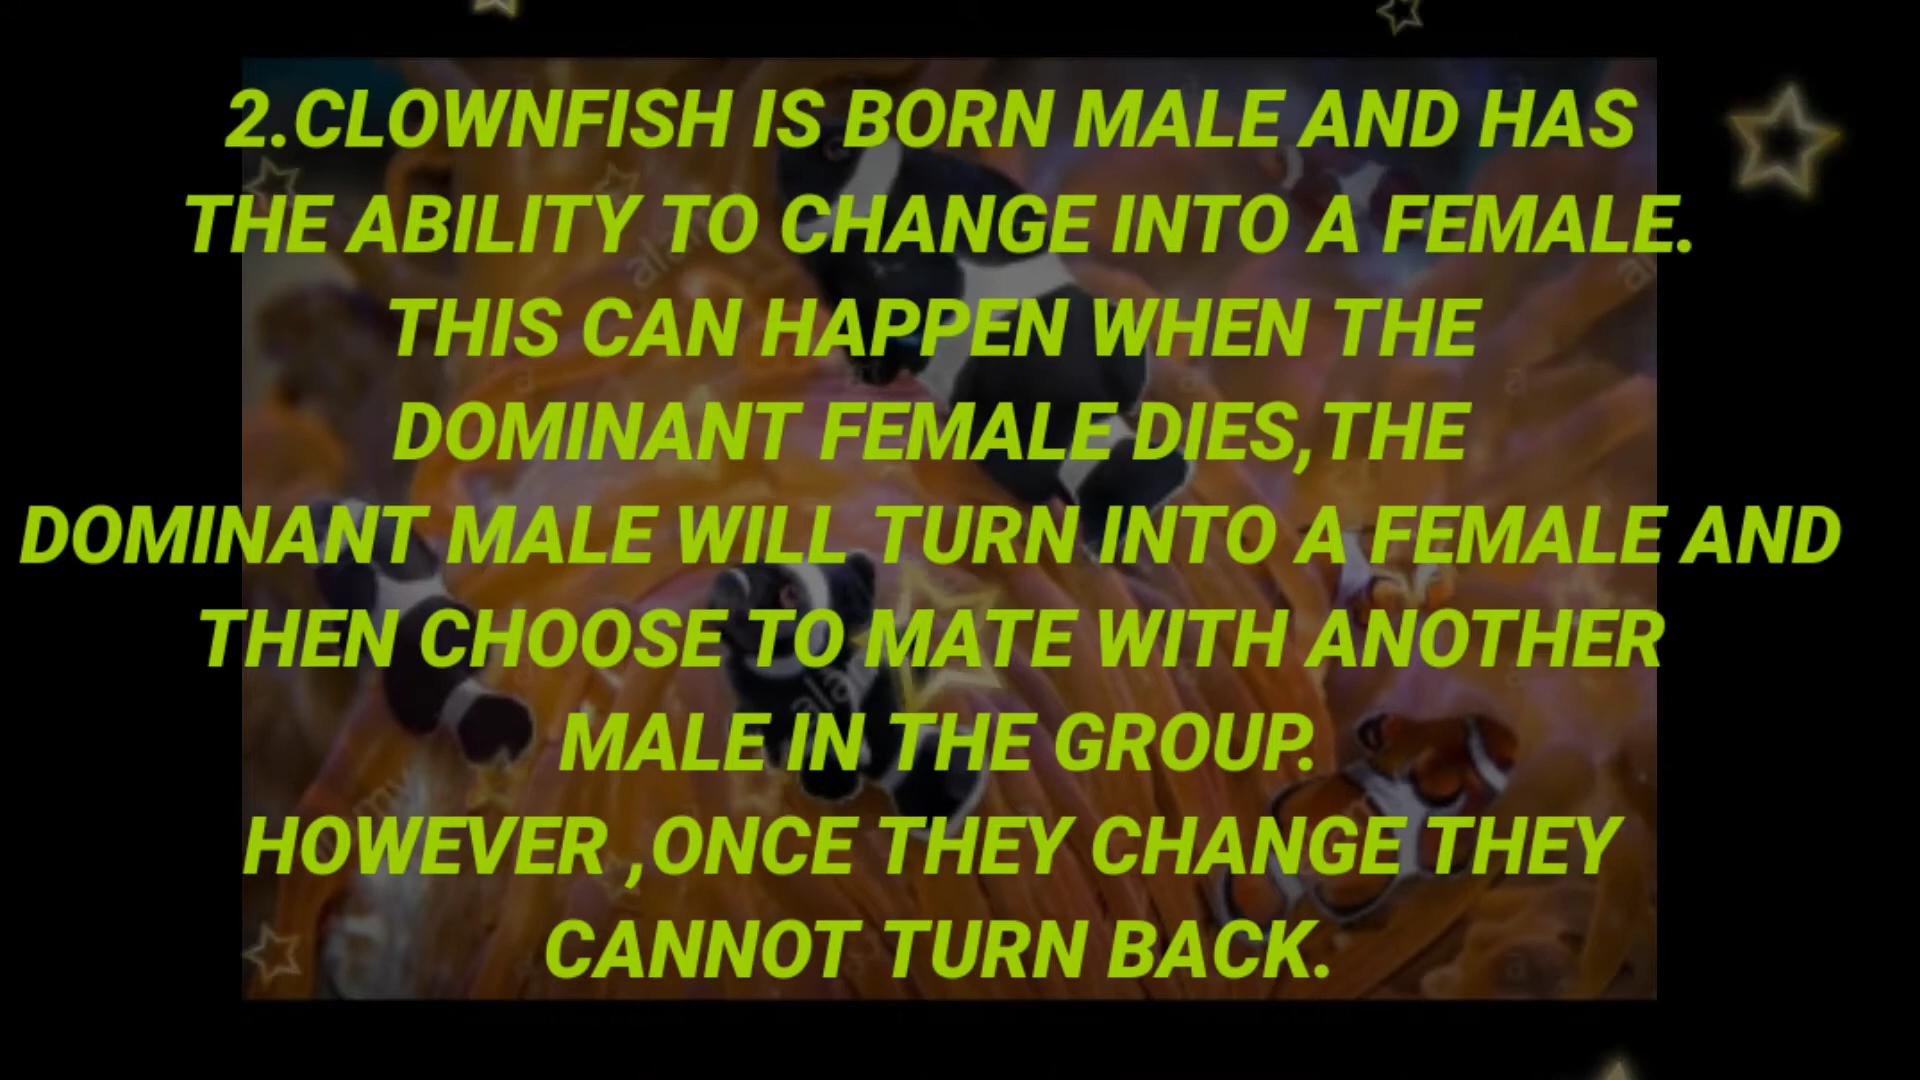 2.CLOWNFISH IS BORN MALE AND HAS
THE ABILITY TO CHANGE INTO A FEMALE.
THIS CAN HAPPEN WHEN THE
DOMINANT FEMALE DIES,THE
DOMINANT MALE WILL TURN INTO A FEMALE AND
THEN CHOOSE TO MATE WITH ANOTHER
MALE IN THE GROUP.
HOWEVER ,ONCE THEY CHANGE THEY
CANNOT TURN BACK.